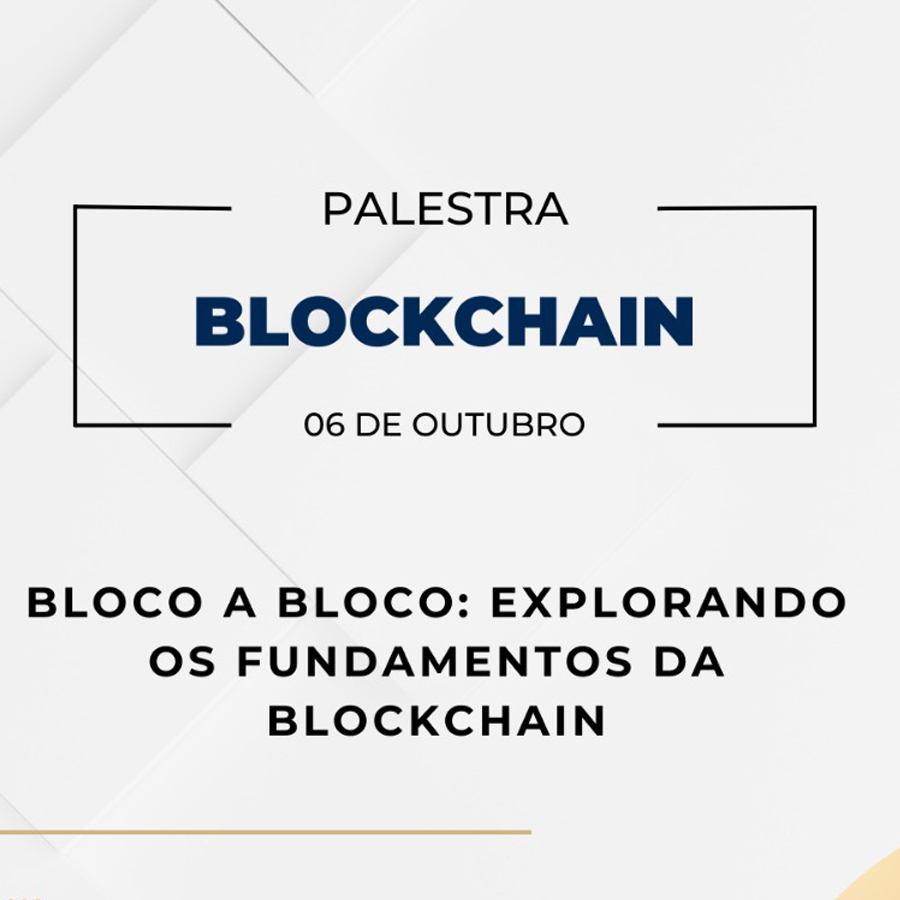 PALESTRA
BLOCKCHAIN
06 DE OUTUBRO
BLOCO A BLOCO: EXPLORANDO
OS FUNDAMENTOS DA
BLOCKCHAIN